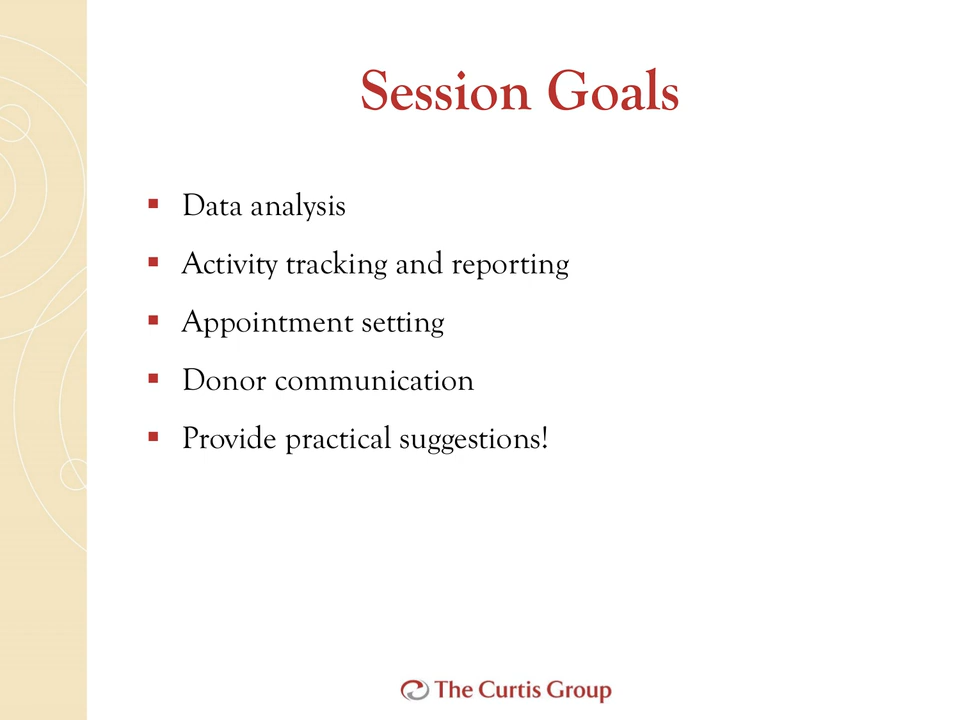 Session Goals
Data analysis
Activity tracking and reporting
Appointment setting
Donor communication
Provide practical suggestions!
The Curtis Group